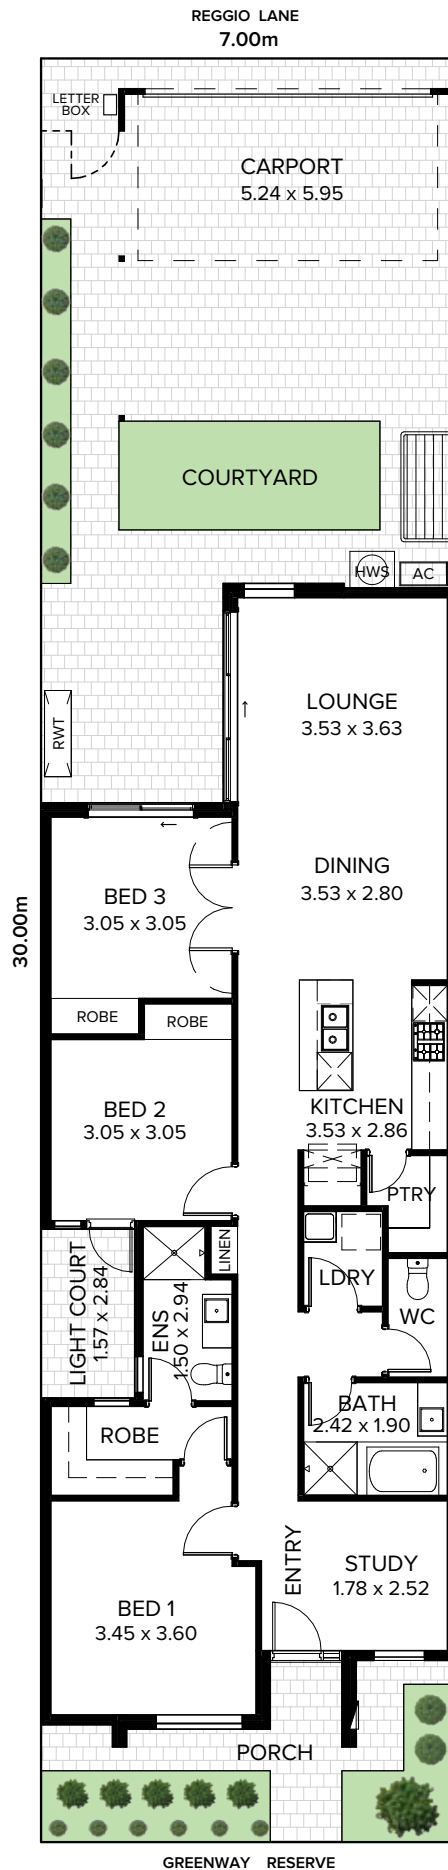 REGGIO LANE
7.00m
LETTER
BOX
CARPORT
5.24 x 5.95
COURTYARD
HWS
AC
LOUNGE
3.53 x 3.63
RWT
DINING
3.53 x 2.80
BED 3
3.05 x 3.05
30.00m
ROBE
ROBE
BED 2
3.05 x 3.05
KITCHEN
3.53 x 2.86
PTRY
LINEN
LDRY
LIGHT COURT
1.57 x 2.84
ENS
1.50 x 2.94
WC
BATH
2.42 x 1.90
ROBE
ENTRY
STUDY
1.78 x 2.52
BED 1
3.45 x 3.60
PORCH
GREENWAY RESERVE